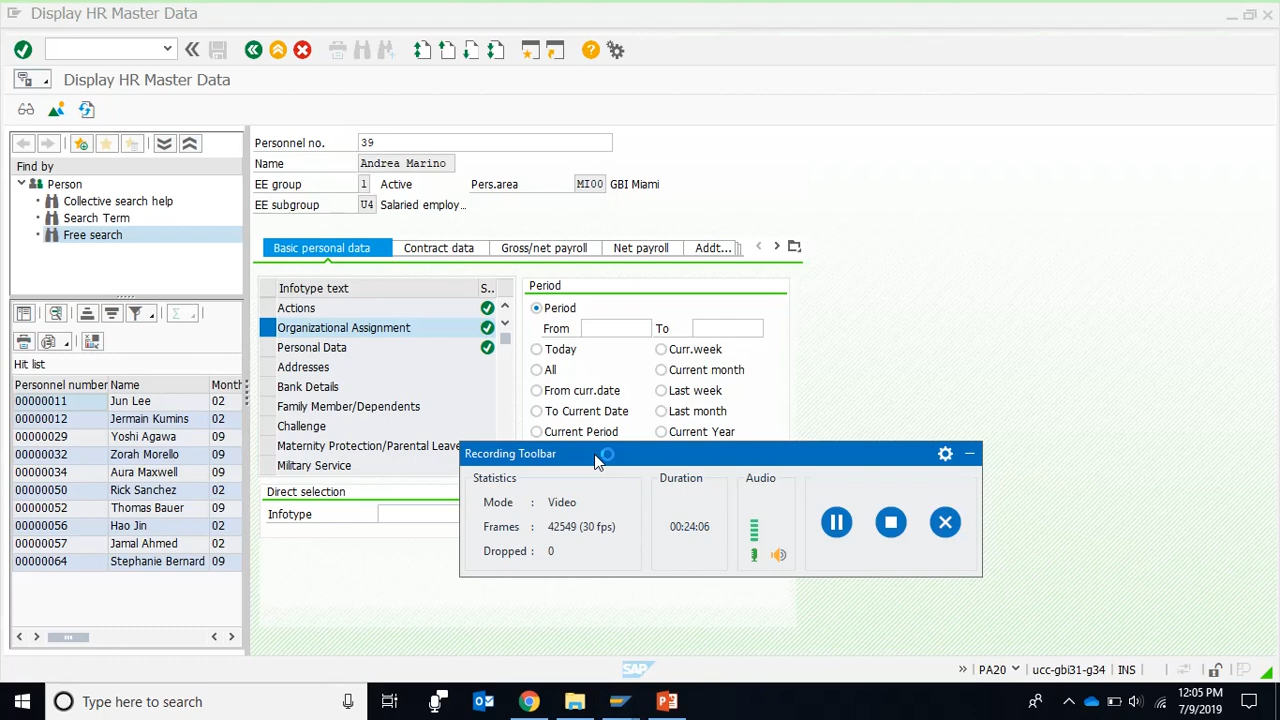 Display HR Master Data
Display HR Master Data
Personnel no. 39
Find by
Name Andrea Marino
Person
EE group 1 Active Pers.area MI00 GBI Miami
Collective search help
EE subgroup U4 Salaried employ…
Search Term
Free search
Basic personal data Contract data Gross/net payroll Net payroll Addt...
Infotype text S..
Period
Actions
Period
Organizational Assignment
From To
Personal Data
Today Curr.week
Addresses
All Current month
Bank Details
From curr.date Last week
Family Member/Dependents
To Current Date Last month
Challenge
Current Period Current Year
Maternity Protection/Parental Leave
Military Service
Direct selection
Infotype
Hit list
Personnel number Name Month
00000011 Jun Lee 02
00000012 Jermain Kumins 02
00000029 Yoshi Agawa 09
00000032 Zorah Morello 02
00000034 Aura Maxwell 02
00000050 Rick Sanchez 02
00000052 Thomas Bauer 09
00000056 Hao Jin 02
00000057 Jamal Ahmed 02
00000064 Stephanie Bernard 09
Recording Toolbar
Statistics Duration Audio
Mode : Video
Frames : 42549 (30 fps) 00:24:06
Dropped : 0
SAP PA20 ucc-gbi31-g34 INS
Type here to search
12:05 PM
7/9/2019